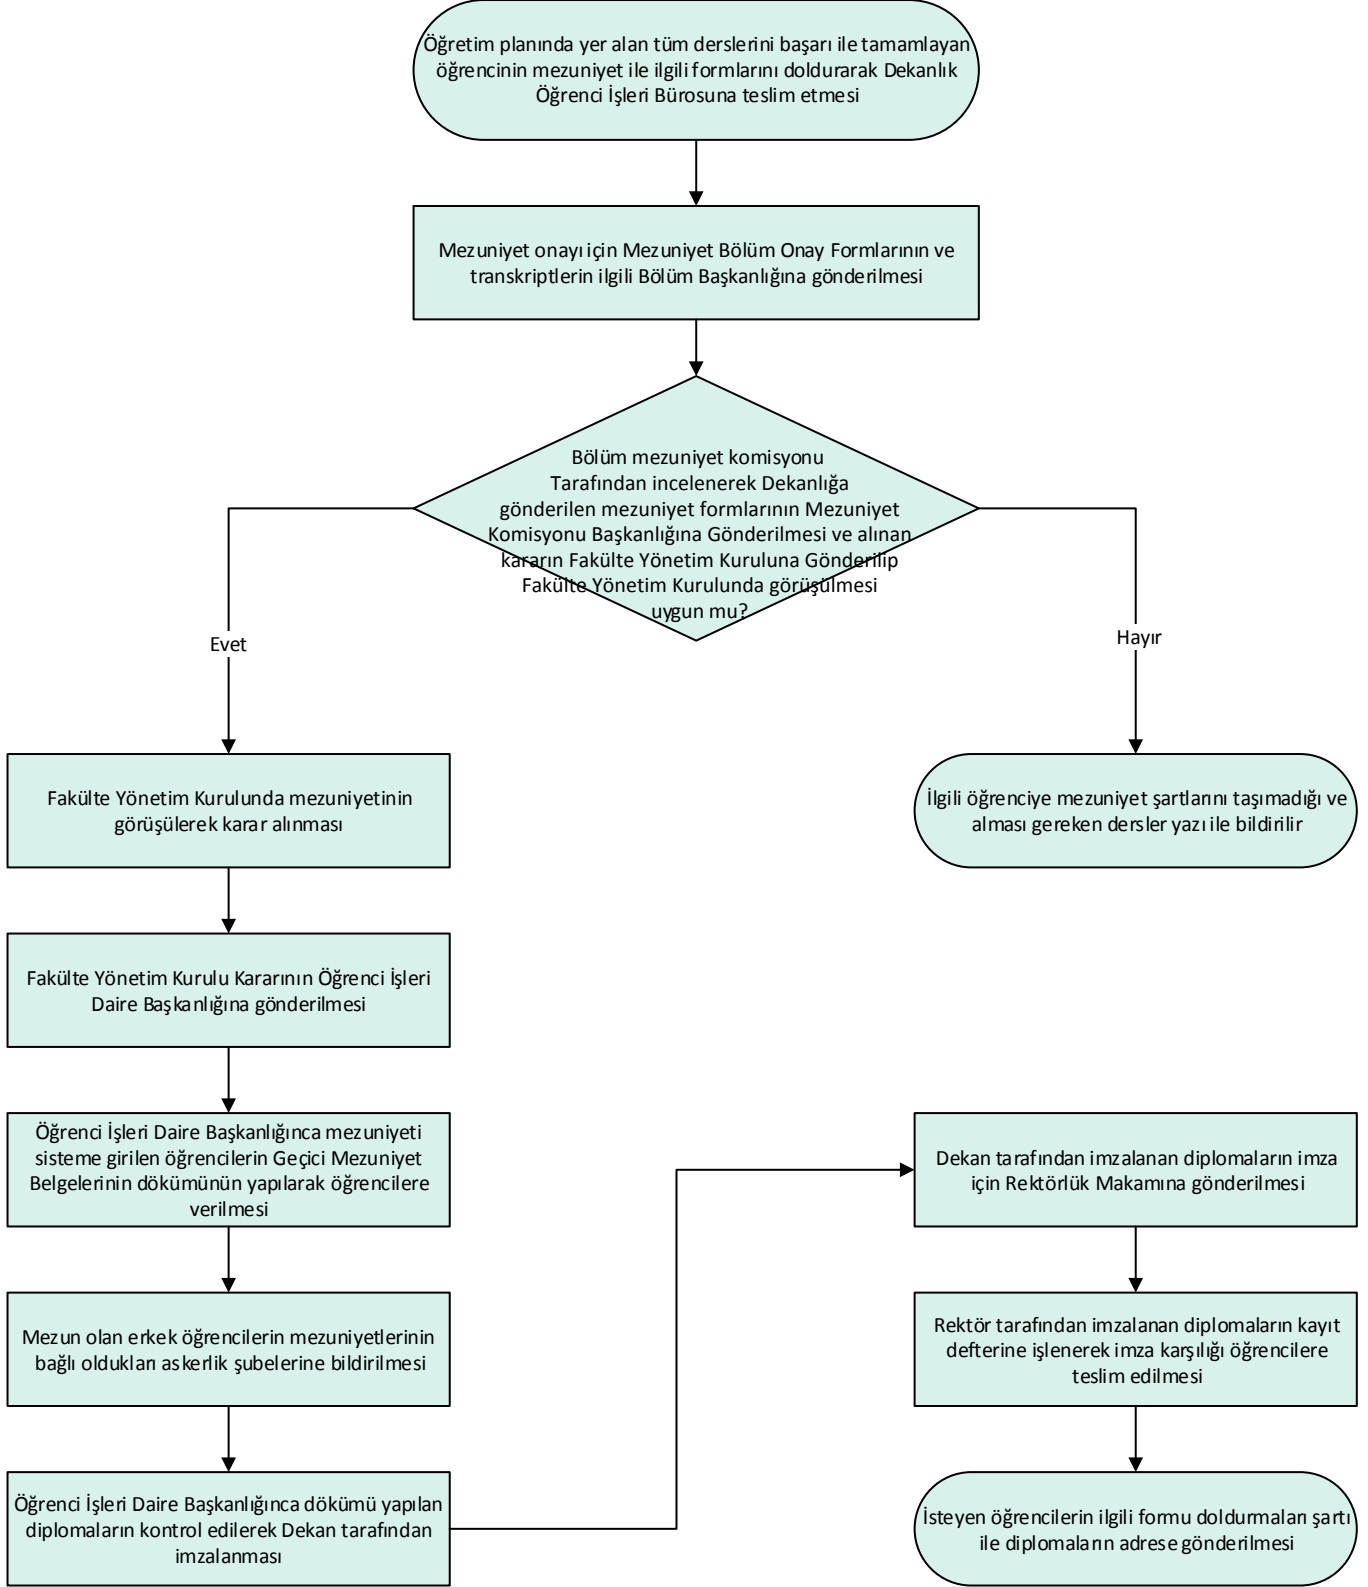 Öğretim planında yer alan tüm derslerini başarı ile tamamlayan
öğrencinin mezuniyet ile ilgili formlarını doldurarak Dekanlık
Öğrenci İşleri Bürosuna teslim etmesi
Mezuniyet onayı için Mezuniyet Bölüm Onay Formlarının ve
transkriptlerin ilgili Bölüm Başkanlığına gönderilmesi
Bölüm mezuniyet komisyonu
Tarafından incelenerek Dekanlığa
gönderilen mezuniyet formlarının Mezuniyet
Komisyonu Başkanlığına Gönderilmesi ve alınan
kararın Fakülte Yönetim Kuruluna Gönderilip
Fakülte Yönetim Kurulunda görüşülmesi
uygun mu?
Evet
Hayır
Fakülte Yönetim Kurulunda mezuniyetinin
görüşülerek karar alınması
İlgili öğrenciye mezuniyet şartlarını taşımadığı ve
alması gereken dersler yazı ile bildirilir
Fakülte Yönetim Kurulu Kararının Öğrenci İşleri
Daire Başkanlığına gönderilmesi
Öğrenci İşleri Daire Başkanlığınca mezuniyeti
sisteme girilen öğrencilerin Geçici Mezuniyet
Belgelerinin dökümünün yapılarak öğrencilere
verilmesi
Mezun olan erkek öğrencilerin mezuniyetlerinin
bağlı oldukları askerlik şubelerine bildirilmesi
Öğrenci İşleri Daire Başkanlığınca dökümü yapılan
diplomaların kontrol edilerek Dekan tarafından
imzalanması
Dekan tarafından imzalanan diplomaların imza
için Rektörlük Makamına gönderilmesi
Rektör tarafından imzalanan diplomaların kayıt
defterine işlenerek imza karşılığı öğrencilere
teslim edilmesi
İsteyen öğrencilerin ilgili formu doldurmaları şartı
ile diplomaların adrese gönderilmesi